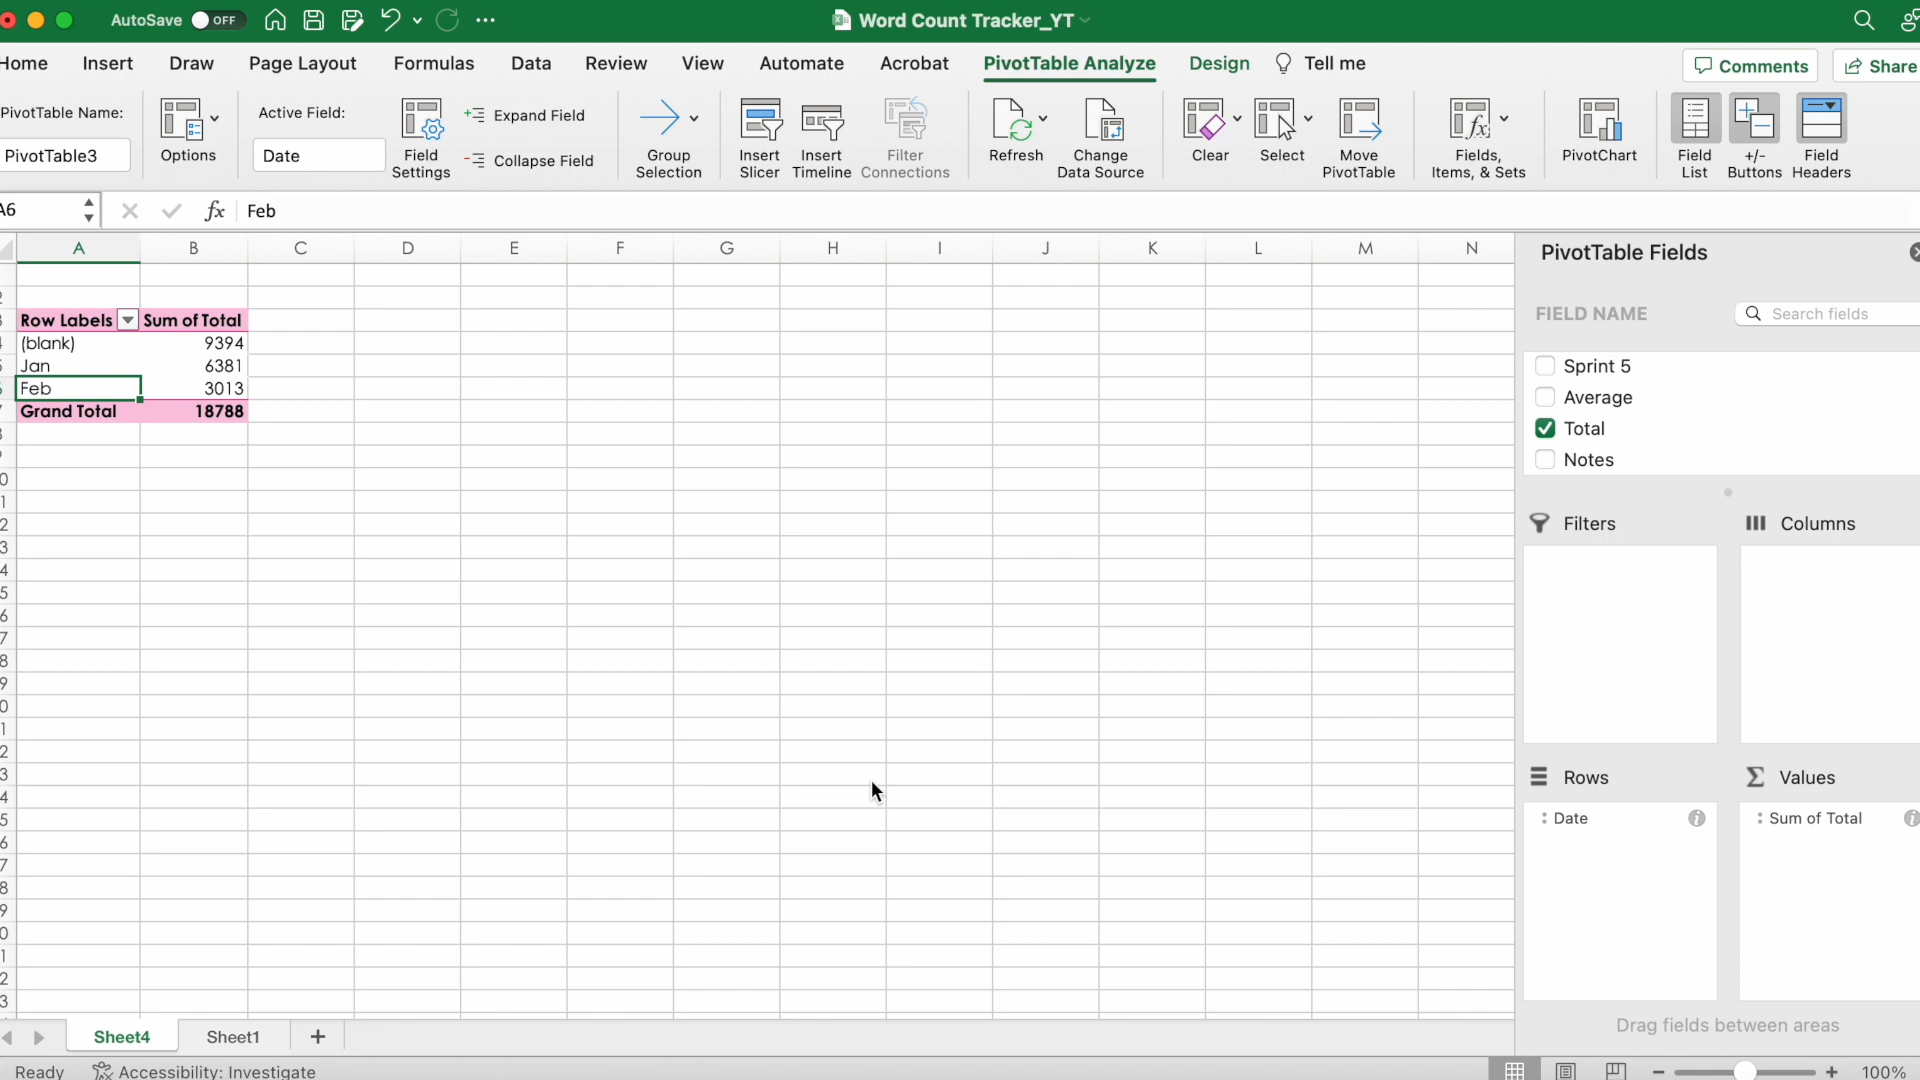 AutoSave OFF Word Count Tracker_YT
Home Insert Draw Page Layout Formulas Data Review View Automate Acrobat PivotTable Analyze Design Tell me Comments Share
PivotTable Name:
PivotTable3
Options
Active Field:
Date
Field Settings
Expand Field
Collapse Field
Group Selection
Insert Slicer
Insert Timeline
Filter Connections
Refresh
Change Data Source
Clear
Select
Move PivotTable
Fields, Items, & Sets
PivotChart
Field List
+/- Buttons
Field Headers
A6 fx Feb
A B C D E F G H I J K L M N
Row Labels Sum of Total
(blank) 9394
Jan 6381
Feb 3013
Grand Total 18788
PivotTable Fields
FIELD NAME Search fields
Sprint 5
Average
Total
Notes
Filters Columns
Rows Values
Date Sum of Total
Drag fields between areas
Sheet4 Sheet1 +
Ready Accessibility: Investigate 100%